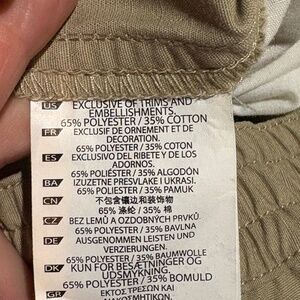 US EXCLUSIVE OF TRIMS AND
EMBELLISHMENTS.
65% POLYESTER / 35% COTTON
FR EXCLUSIF DE ORNEMENT ET DE
DECORATION.
65% POLYESTER / 35% COTON
ES EXCLUSIVO DEL RIBETE Y DE LOS
ADORNOS.
65% POLIÉSTER / 35% ALGODÓN
BA IZUZETNE PRESVLAKE I UKRASI.
65% POLIESTER / 35% PAMUK
CN 不包含镶边和装饰物
65% 涤纶 / 35% 棉
CZ BEZ LEMŮ A OZDOBNÝCH PRVKŮ.
65% POLYESTER / 35% BAVLNA
DE AUSGENOMMEN LEISTEN UND
VERZIERUNGEN.
65% POLYESTER / 35% BAUMWOLLE
DK KUN FOR BESÆTNINGER OG
UDSMYKNING.
65% POLYESTER / 35% BOMULD
GR ΕΚΤΟΣ ΤΡΕΣΩΝ ΚΑΙ